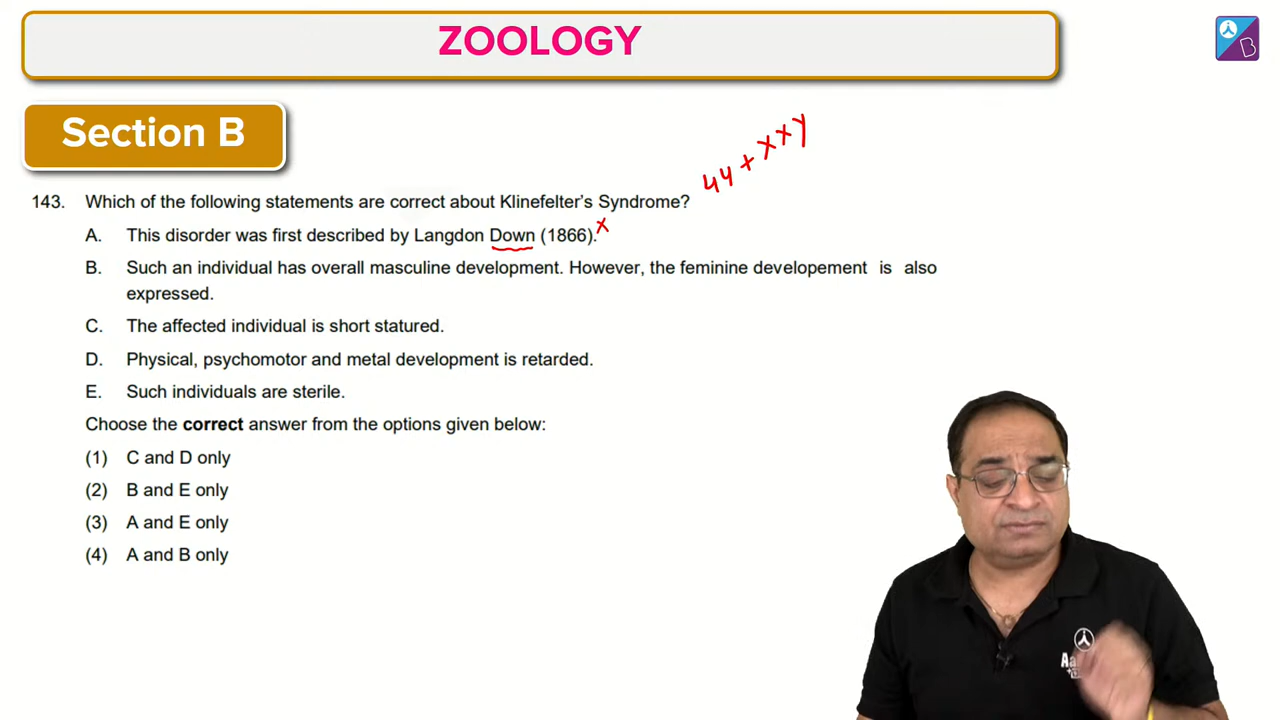 ZOOLOGY
Section B
44 + XXY
143. Which of the following statements are correct about Klinefelter's Syndrome?
A. This disorder was first described by Langdon Down (1866). x
B. Such an individual has overall masculine development. However, the feminine developement is also
expressed.
C. The affected individual is short statured.
D. Physical, psychomotor and metal development is retarded.
E. Such individuals are sterile.
Choose the correct answer from the options given below:
(1) C and D only
(2) B and E only
(3) A and E only
(4) A and B only
B